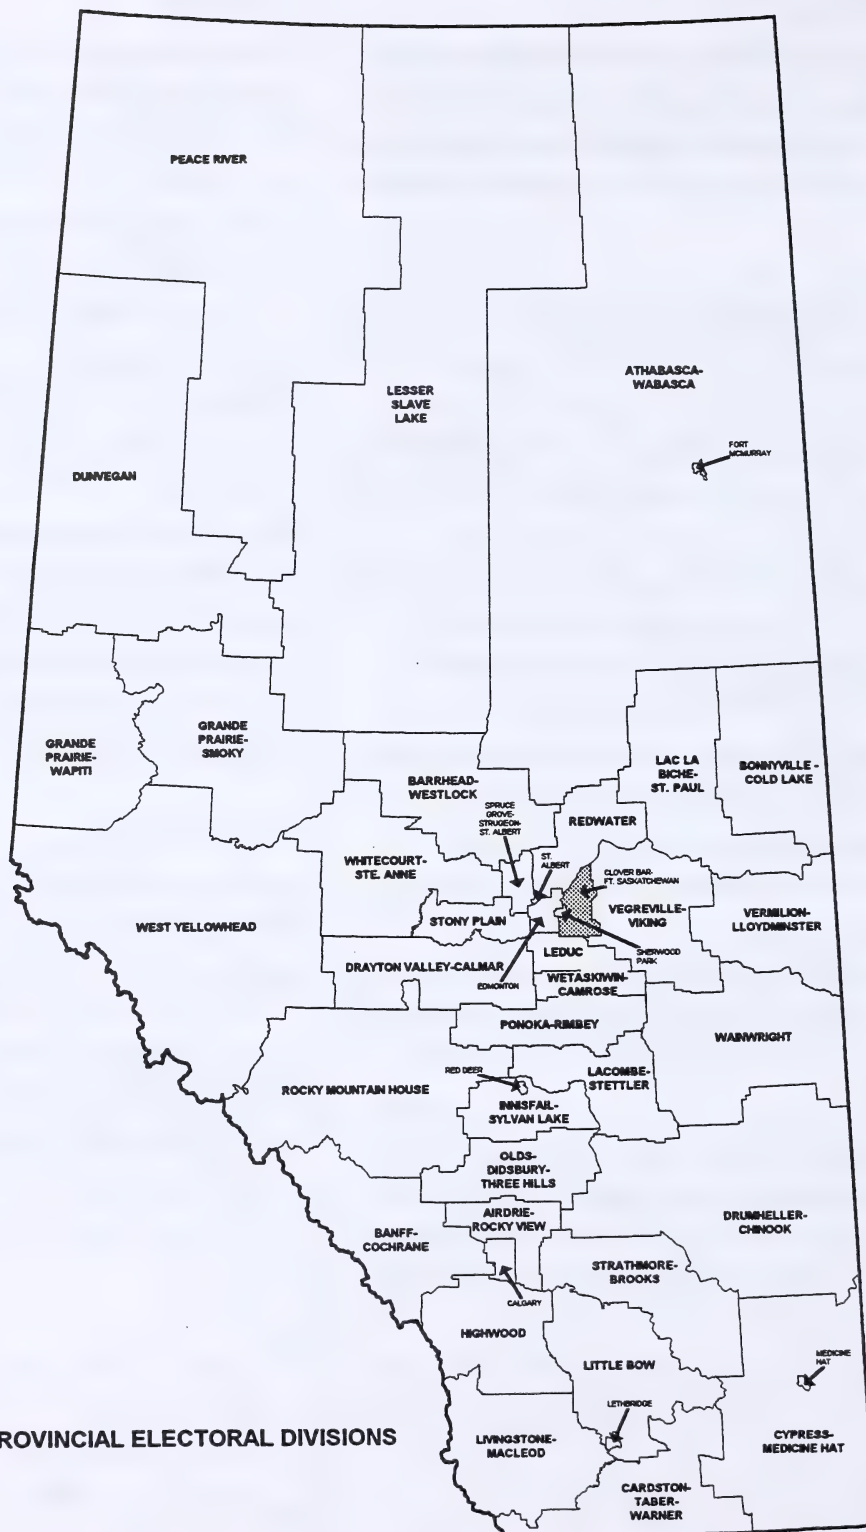 PEACE RIVER
ATHABASCA-
WABASCA
LESSER
SLAVE
LAKE
FORT
MCMURRAY
DUNVEGAN
GRANDE
PRAIRIE-
SMOKY
GRANDE
PRAIRIE-
WAPITI
LAC LA
BICHE-
ST. PAUL
BONNYVILLE -
COLD LAKE
BARRHEAD-
WESTLOCK
SPRUCE
GROVE-
STRUGEON-
ST. ALBERT
REDWATER
ST.
ALBERT
WHITECOURT-
STE. ANNE
CLOVER BAR-
FT. SASKATCHEWAN
VEGREVILLE-
VIKING
VERMILION-
LLOYDMINSTER
WEST YELLOWHEAD
STONY PLAIN
LEDUC
SHERWOOD
PARK
DRAYTON VALLEY-CALMAR
EDMONTON
WETASKIWIN-
CAMROSE
PONOKA-RIMBEY
WAINWRIGHT
RED DEER
LACOMBE-
STETTLER
ROCKY MOUNTAIN HOUSE
INNISFAIL-
SYLVAN LAKE
OLDS-
DIDSBURY-
THREE HILLS
AIRDRIE-
ROCKY VIEW
DRUMHELLER-
CHINOOK
BANFF-
COCHRANE
STRATHMORE-
BROOKS
CALGARY
HIGHWOOD
LITTLE BOW
MEDICINE
HAT
LETHBRIDGE
LIVINGSTONE-
MACLEOD
CYPRESS-
MEDICINE HAT
ROVINCIAL ELECTORAL DIVISIONS
CARDSTON-
TABER-
WARNER